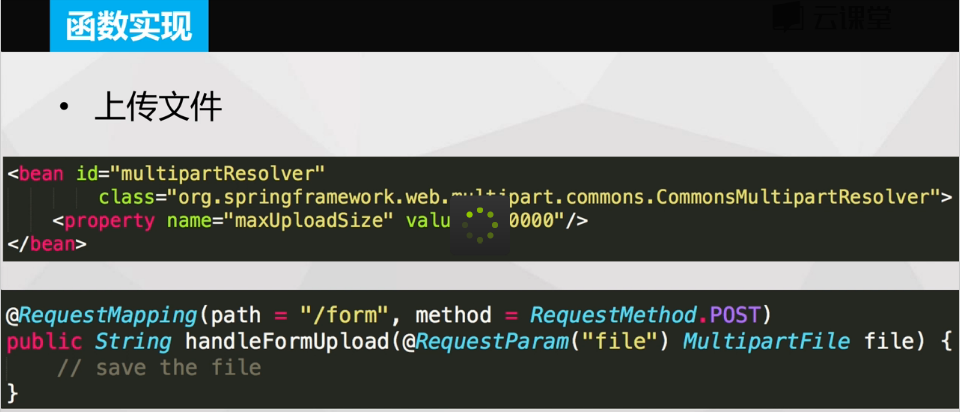 函数实现
云课堂
• 上传文件
<bean id="multipartResolver"
class="org.springframework.web.multipart.commons.CommonsMultipartResolver">
<property name="maxUploadSize" valu 0000"/>
</bean>
@RequestMapping(path = "/form", method = RequestMethod.POST)
public String handleFormUpload(@RequestParam("file") MultipartFile file) {
// save the file
}